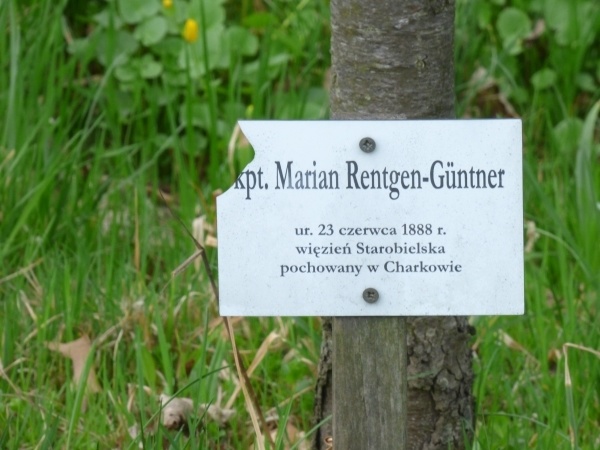 kpt. Marian Rentgen-Güntner
ur. 23 czerwca 1888 r.
więzień Starobielska
pochowany w Charkowie